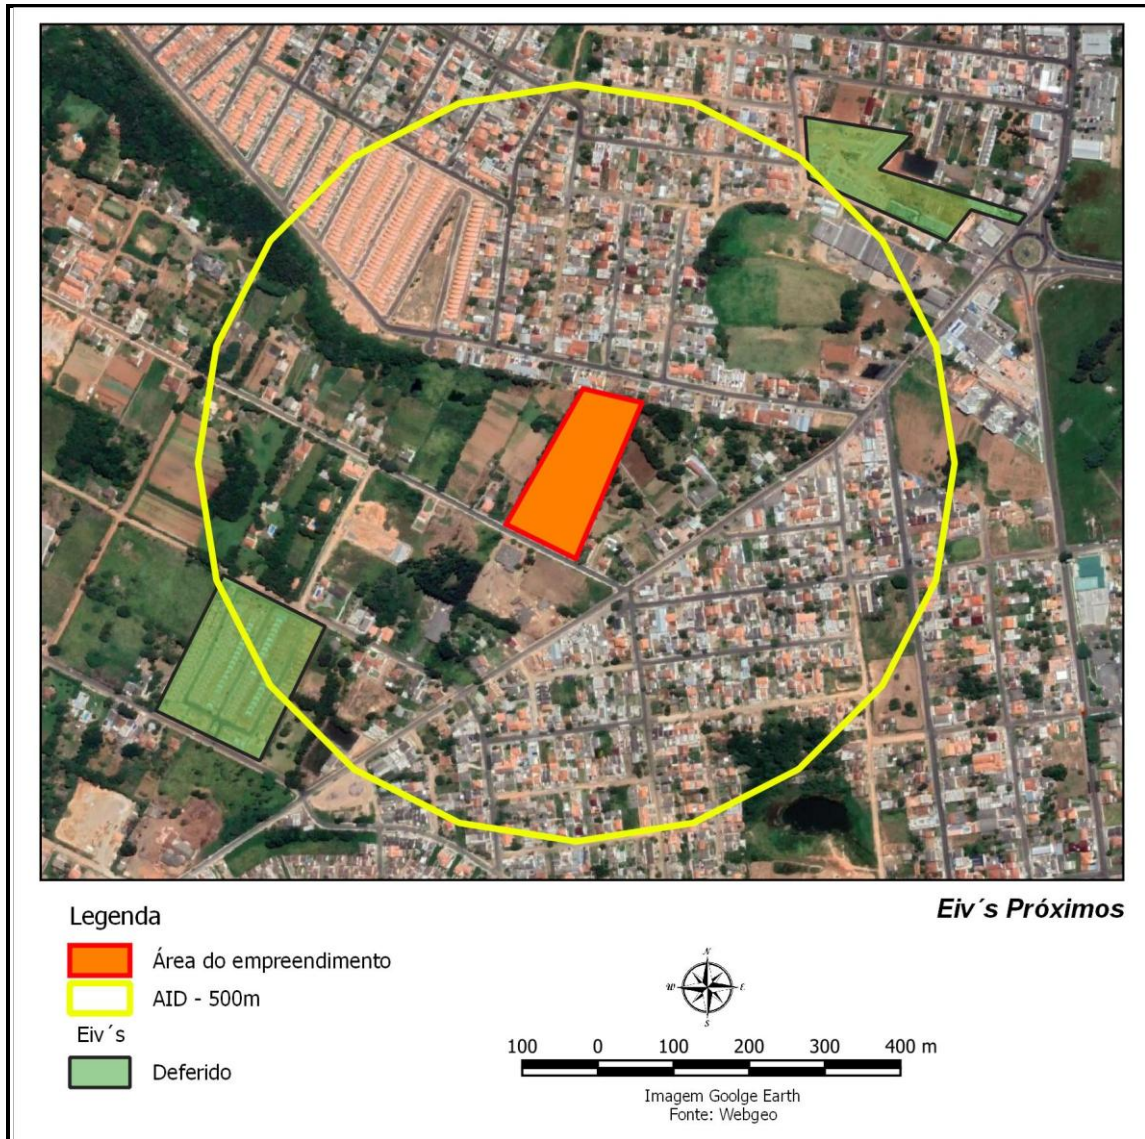 Eiv´s Próximos
Legenda
Área do empreendimento
AID - 500m
Eiv´s
Deferido
N
W E
S
100 0 100 200 300 400 m
Imagem Goolge Earth
Fonte: Webgeo